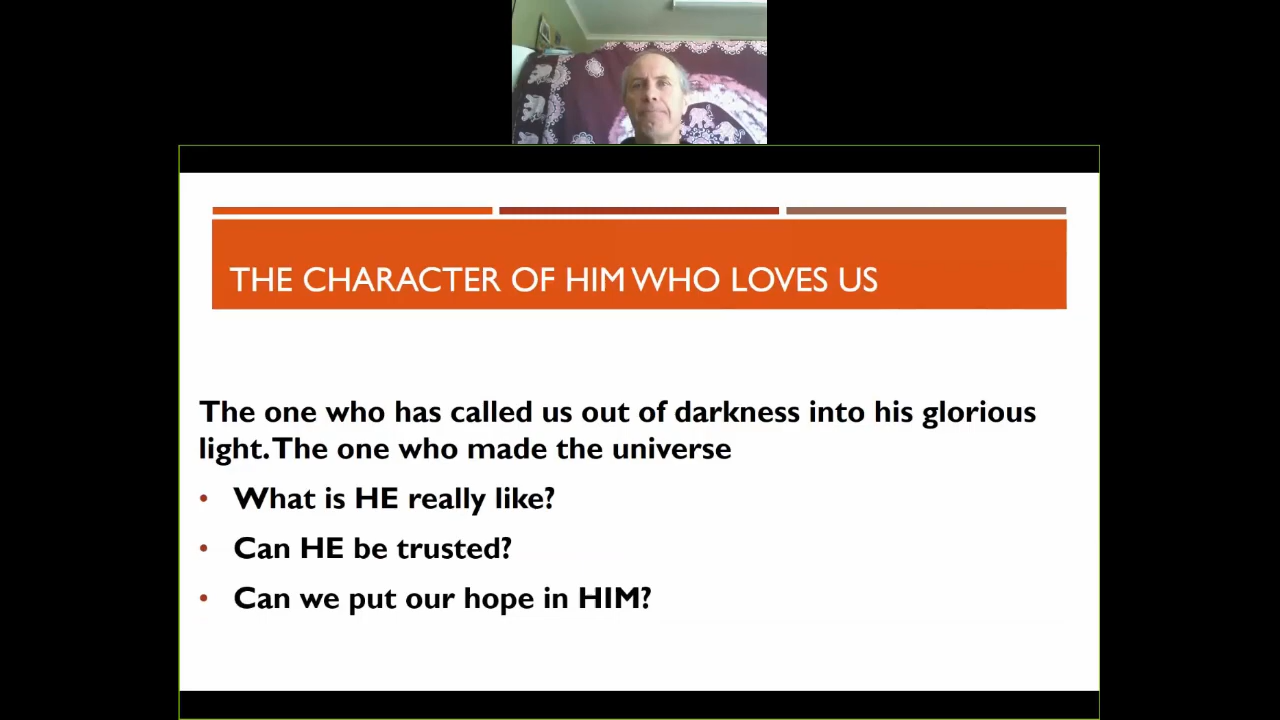 THE CHARACTER OF HIM WHO LOVES US
The one who has called us out of darkness into his glorious
light. The one who made the universe
• What is HE really like?
• Can HE be trusted?
• Can we put our hope in HIM?